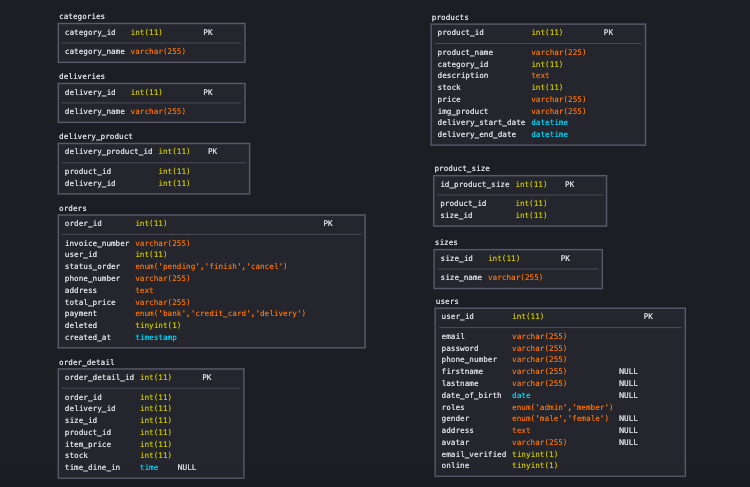 categories
category_id int(11) PK
category_name varchar(255)
deliveries
delivery_id int(11) PK
delivery_name varchar(255)
delivery_product
delivery_product_id int(11) PK
product_id int(11)
delivery_id int(11)
orders
order_id int(11) PK
invoice_number varchar(255)
user_id int(11)
status_order enum('pending','finish','cancel')
phone_number varchar(255)
address text
total_price varchar(255)
payment enum('bank','credit_card','delivery')
deleted tinyint(1)
created_at timestamp
order_detail
order_detail_id int(11) PK
order_id int(11)
delivery_id int(11)
size_id int(11)
product_id int(11)
item_price int(11)
stock int(11)
time_dine_in time NULL
products
product_id int(11) PK
product_name varchar(225)
category_id int(11)
description text
stock int(11)
price varchar(255)
img_product varchar(255)
delivery_start_date datetime
delivery_end_date datetime
product_size
id_product_size int(11) PK
product_id int(11)
size_id int(11)
sizes
size_id int(11) PK
size_name varchar(255)
users
user_id int(11) PK
email varchar(255)
password varchar(255)
phone_number varchar(255)
firstname varchar(255) NULL
lastname varchar(255) NULL
date_of_birth date NULL
roles enum('admin','member')
gender enum('male','female') NULL
address text NULL
avatar varchar(255) NULL
email_verified tinyint(1)
online tinyint(1)